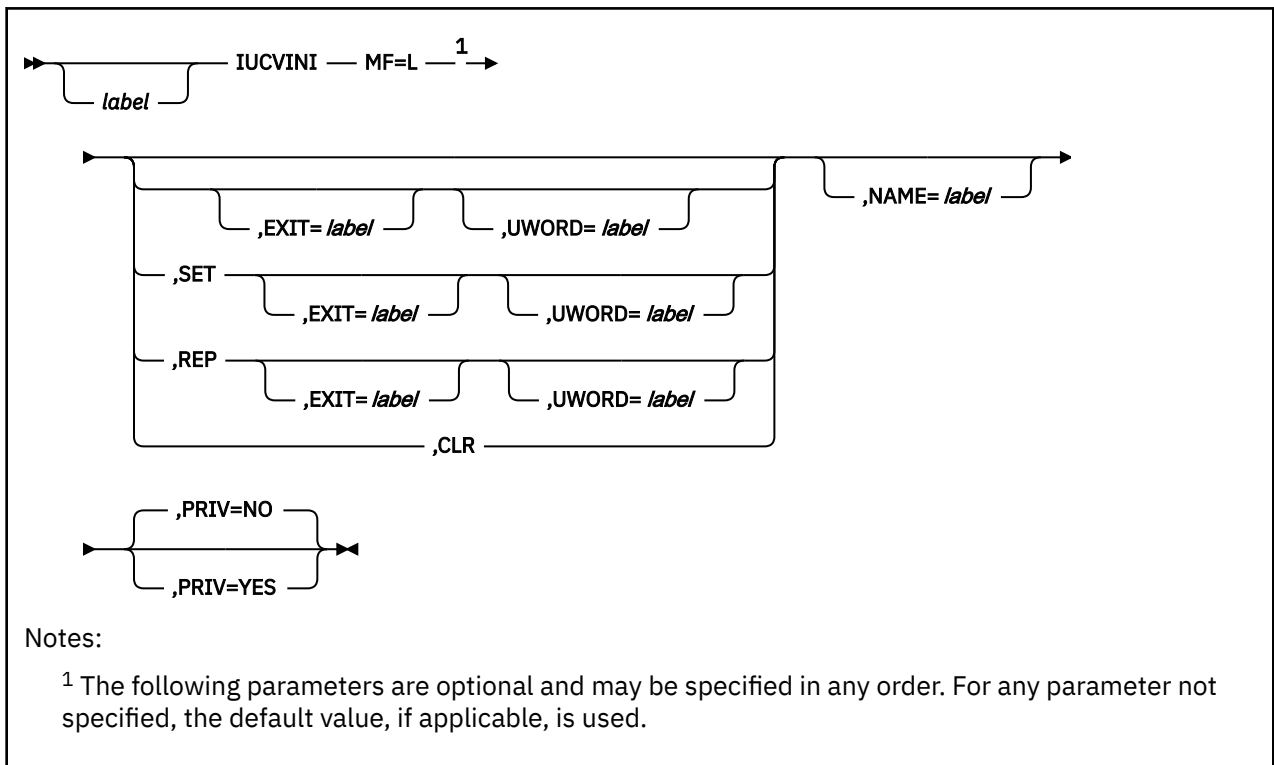 IUCVINI MF=L 1
label
,NAME= label
,EXIT= label ,UWORD= label
,SET
,EXIT= label ,UWORD= label
,REP
,EXIT= label ,UWORD= label
,CLR
,PRIV=NO
,PRIV=YES
Notes:
1 The following parameters are optional and may be specified in any order. For any parameter not
specified, the default value, if applicable, is used.